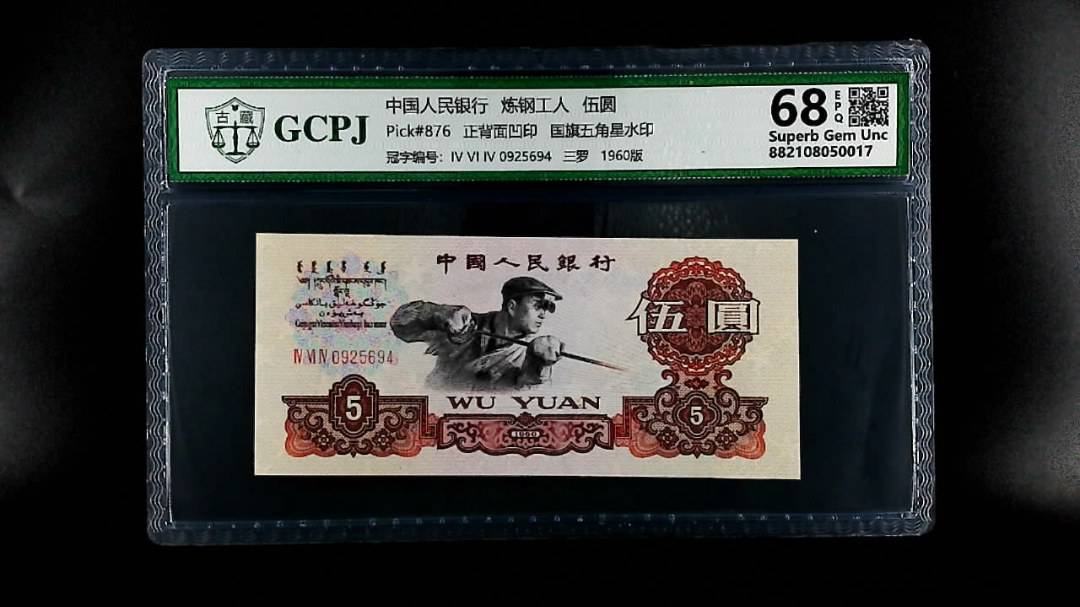 古藏
GCPJ
中国人民银行 炼钢工人 伍圆
Pick#876 正背面凹印 国旗五角星水印
冠字编号: IV VI IV 0925694 三罗 1960版
68
EPQ
Superb Gem Unc
882108050017
中國人民銀行
伍圓
IV VI IV 0925694
5
WU YUAN
1960
5